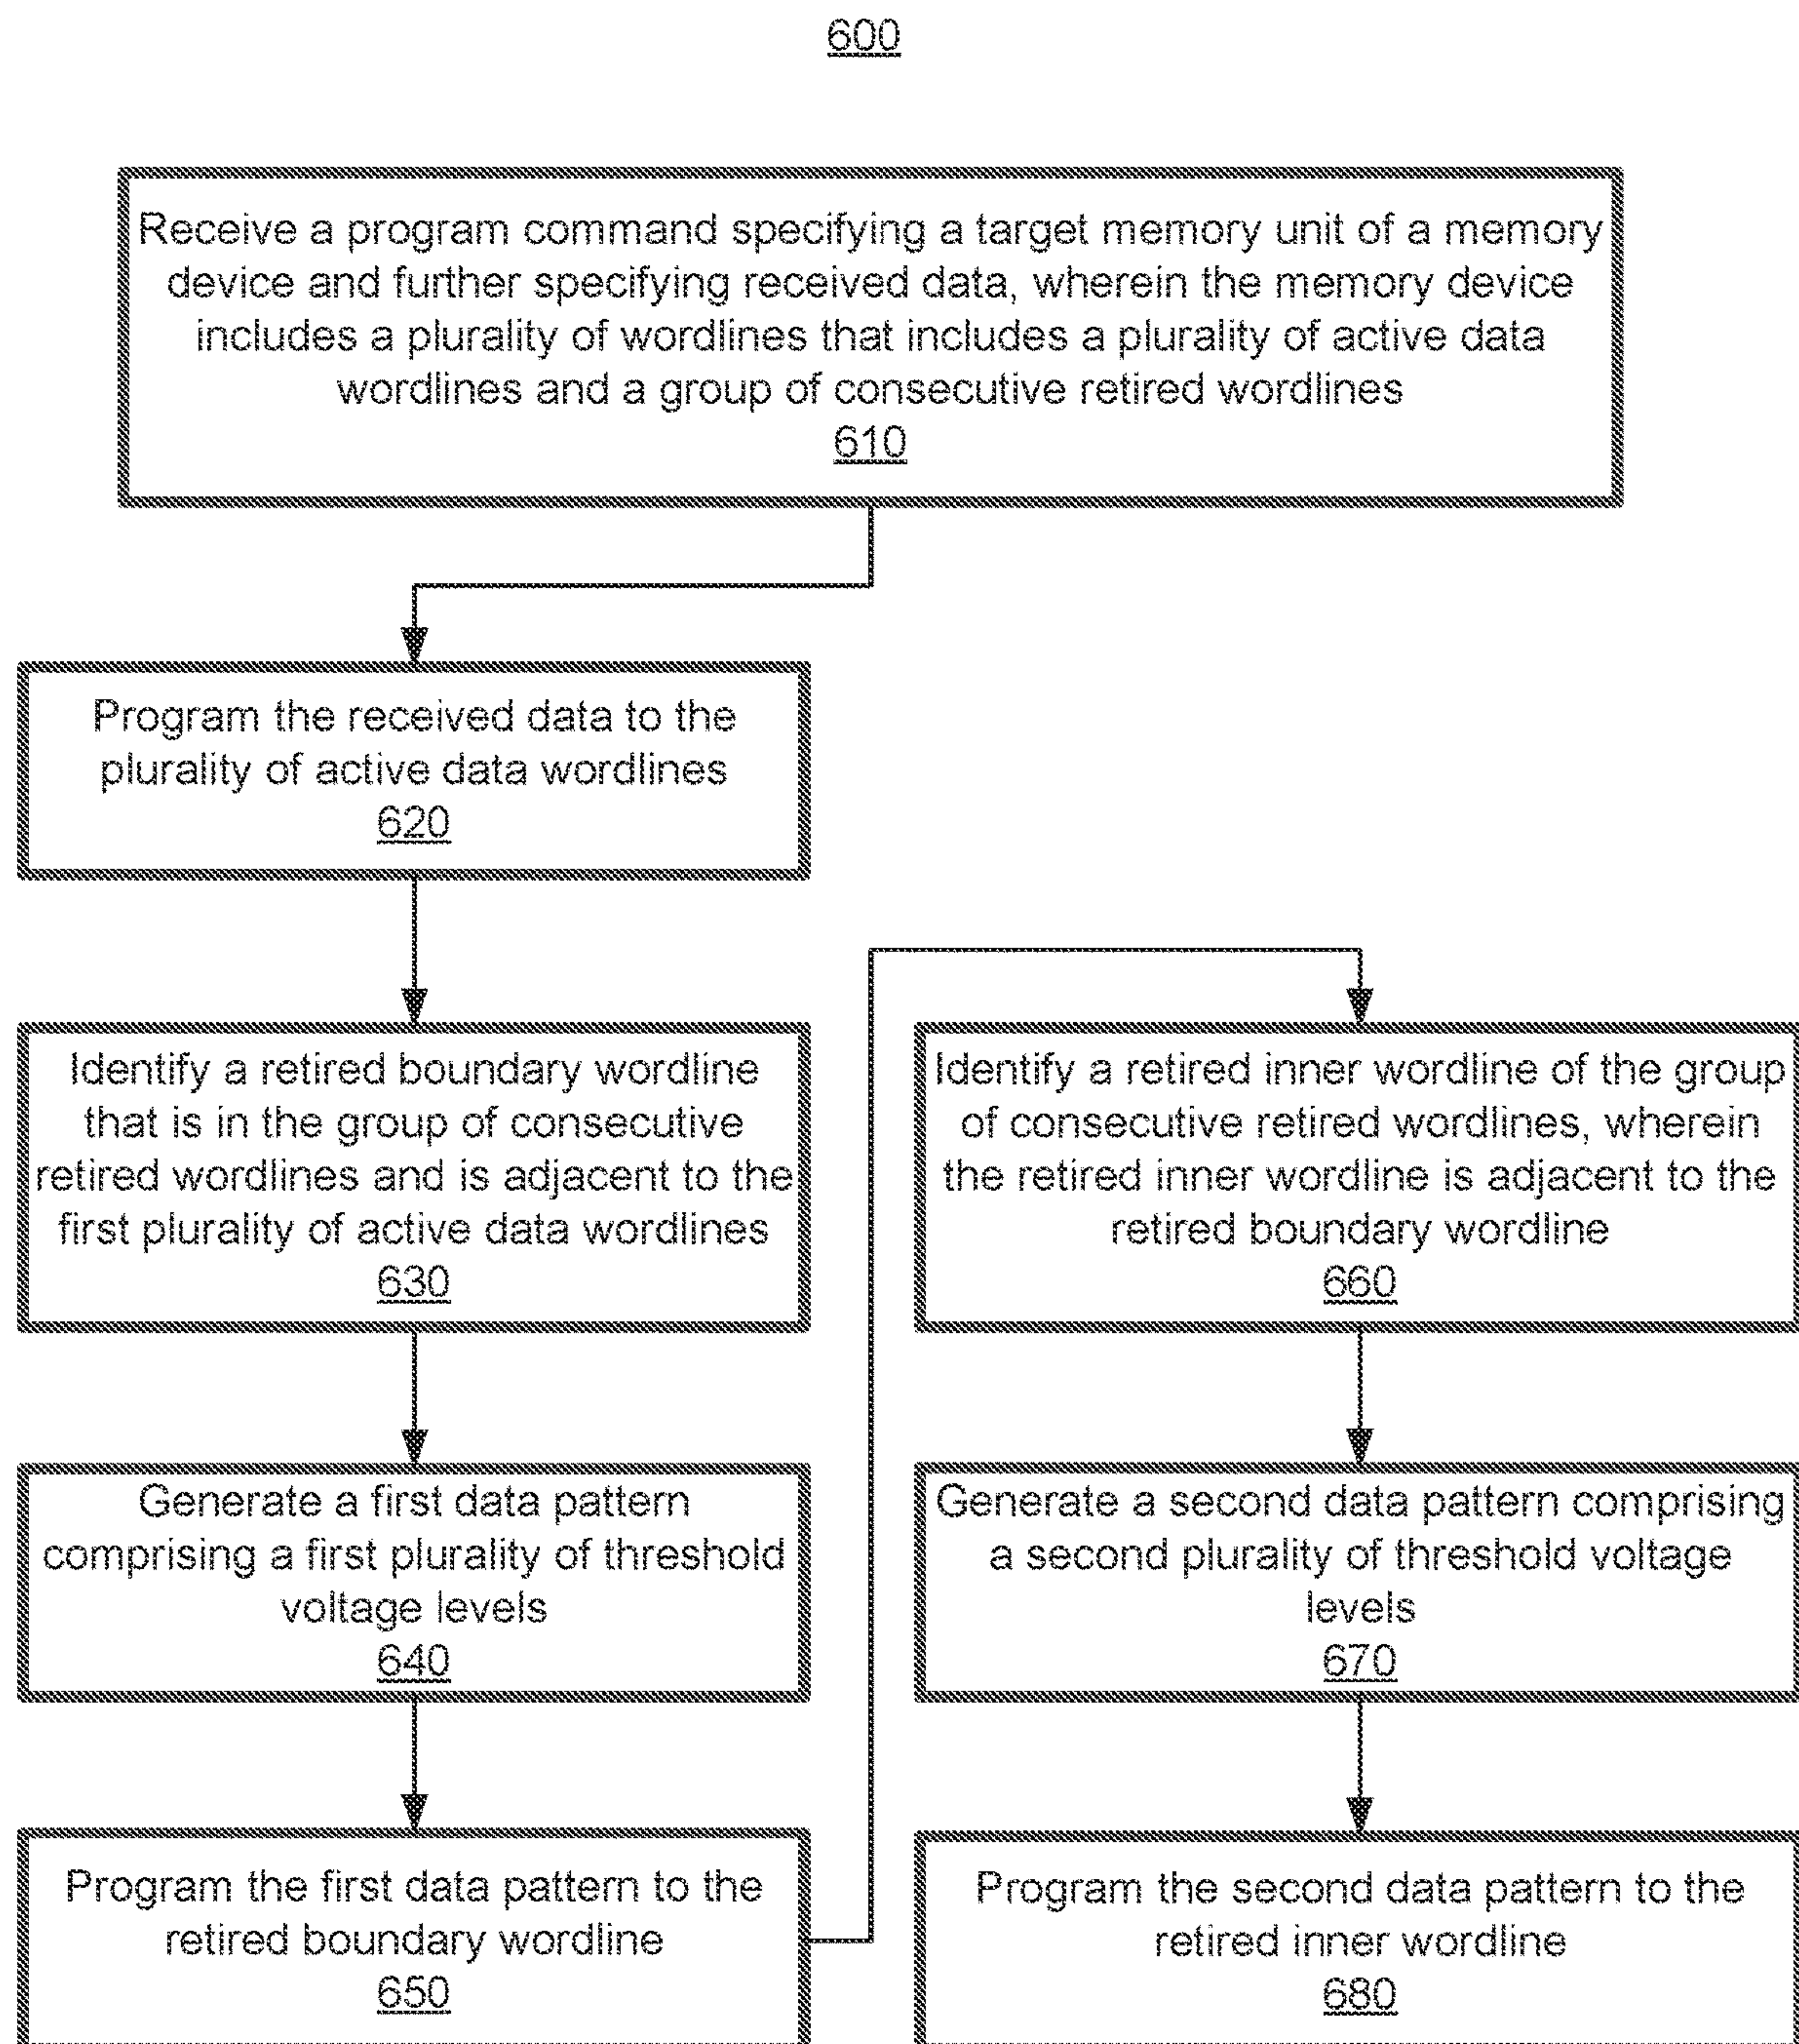 600
Receive a program command specifying a target memory unit of a memory
device and further specifying received data, wherein the memory device
includes a plurality of wordlines that includes a plurality of active data
wordlines and a group of consecutive retired wordlines
610
Program the received data to the
plurality of active data wordlines
620
Identify a retired boundary wordline
that is in the group of consecutive
retired wordlines and is adjacent to the
first plurality of active data wordlines
630
Generate a first data pattern
comprising a first plurality of threshold
voltage levels
640
Program the first data pattern to the
retired boundary wordline
650
Identify a retired inner wordline of the group
of consecutive retired wordlines, wherein
the retired inner wordline is adjacent to the
retired boundary wordline
660
Generate a second data pattern comprising
a second plurality of threshold voltage
levels
670
Program the second data pattern to the
retired inner wordline
680